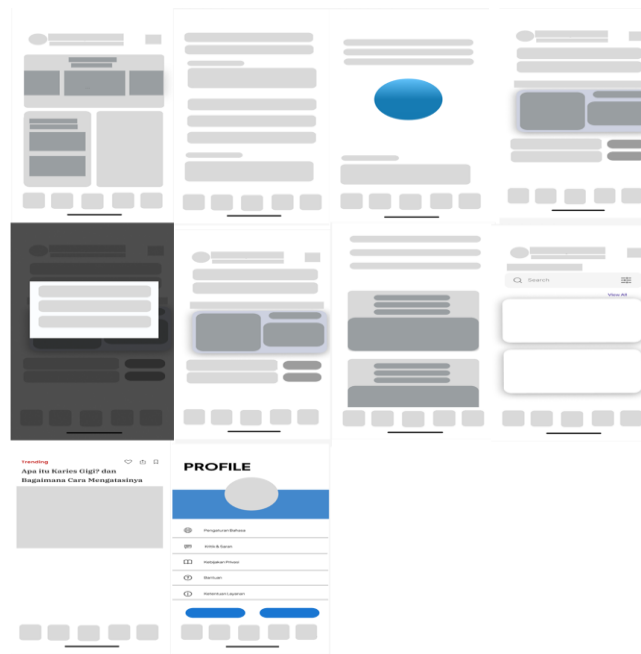 Search
View All
Trending
Apa itu Karies Gigi? dan
Bagaimana Cara Mengatasinya
PROFILE
Pengaturan Bahasa
Kritik & Saran
Kebijakan Privasi
Bantuan
Ketentuan Layanan